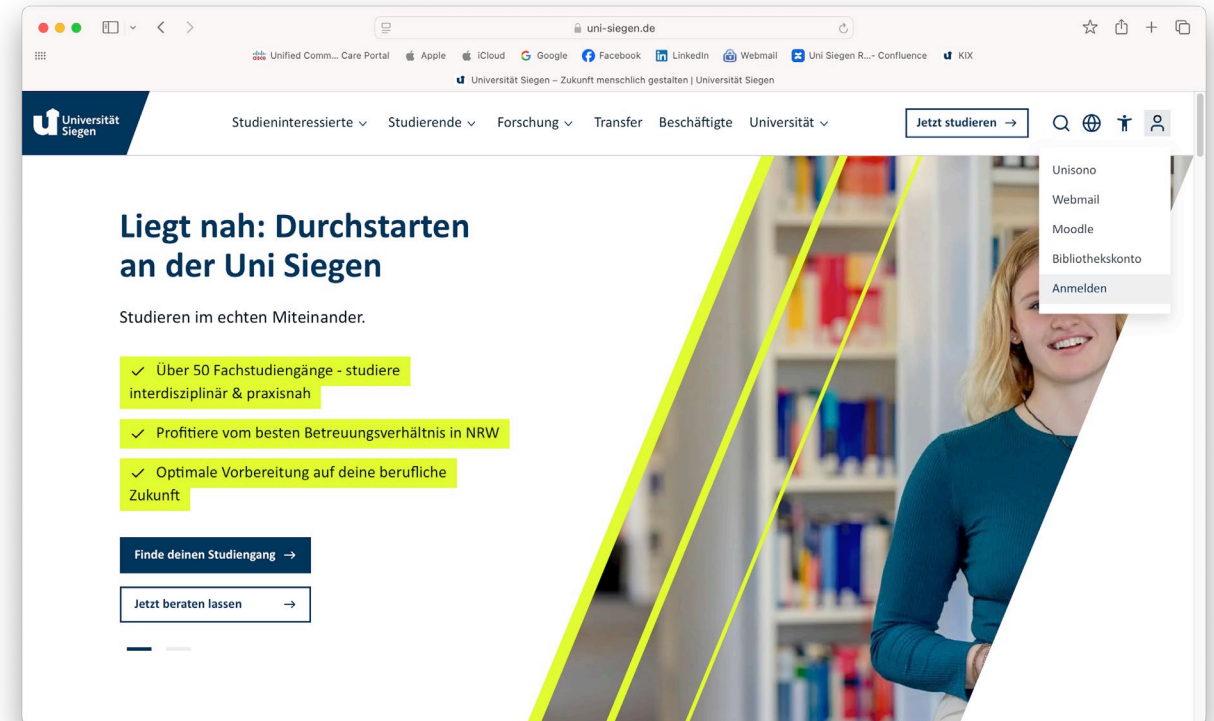 uni-siegen.de
Unified Comm... Care Portal Apple iCloud Google Facebook LinkedIn Webmail Uni Siegen R...- Confluence KIX
Universität Siegen – Zukunft menschlich gestalten | Universität Siegen
Universität
Siegen
Studieninteressierte Studierende Forschung Transfer Beschäftigte Universität Jetzt studieren →
Unisono
Webmail
Moodle
Bibliothekskonto
Anmelden
Liegt nah: Durchstarten
an der Uni Siegen
Studieren im echten Miteinander.
✓ Über 50 Fachstudiengänge - studiere
interdisziplinär & praxisnah
✓ Profitiere vom besten Betreuungsverhältnis in NRW
✓ Optimale Vorbereitung auf deine berufliche
Zukunft
Finde deinen Studiengang →
Jetzt beraten lassen →